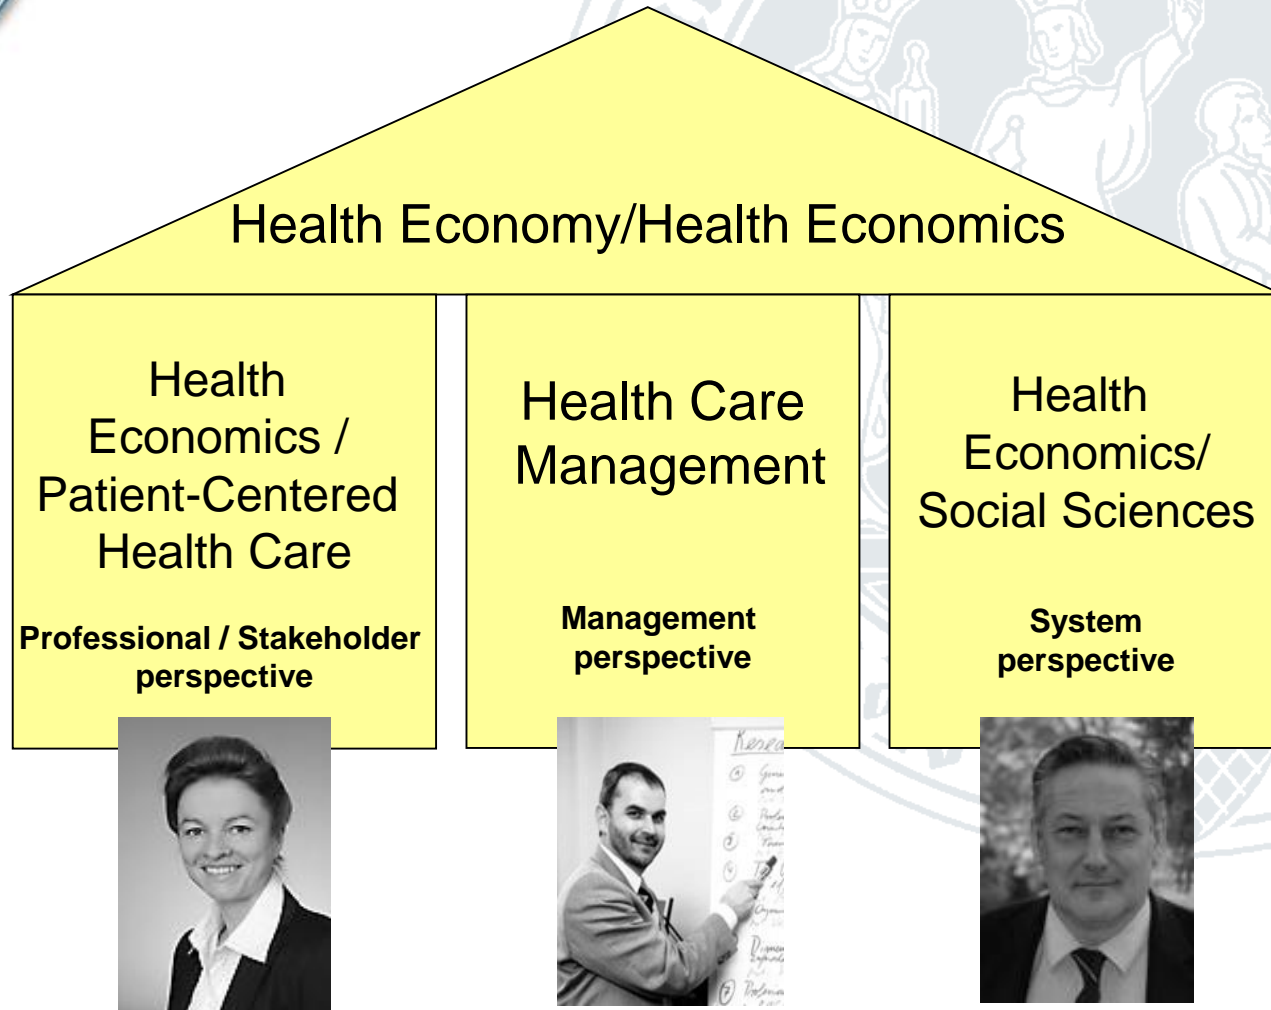 Health Economy/Health Economics
Health
Economics /
Patient-Centered
Health Care
Professional / Stakeholder
perspective
Health Care
Management
Management
perspective
Health
Economics/
Social Sciences
System
perspective